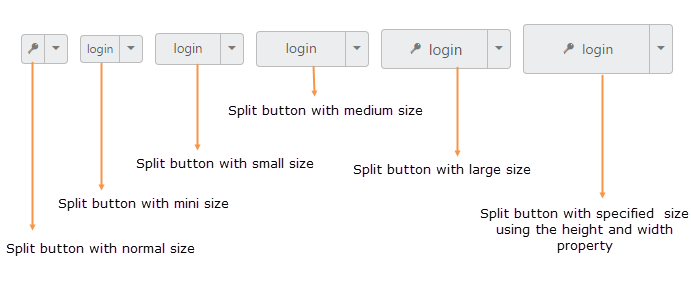 login
login
login
login
login
Split button with medium size
Split button with small size
Split button with large size
Split button with mini size
Split button with specified size
using the height and width
property
Split button with normal size